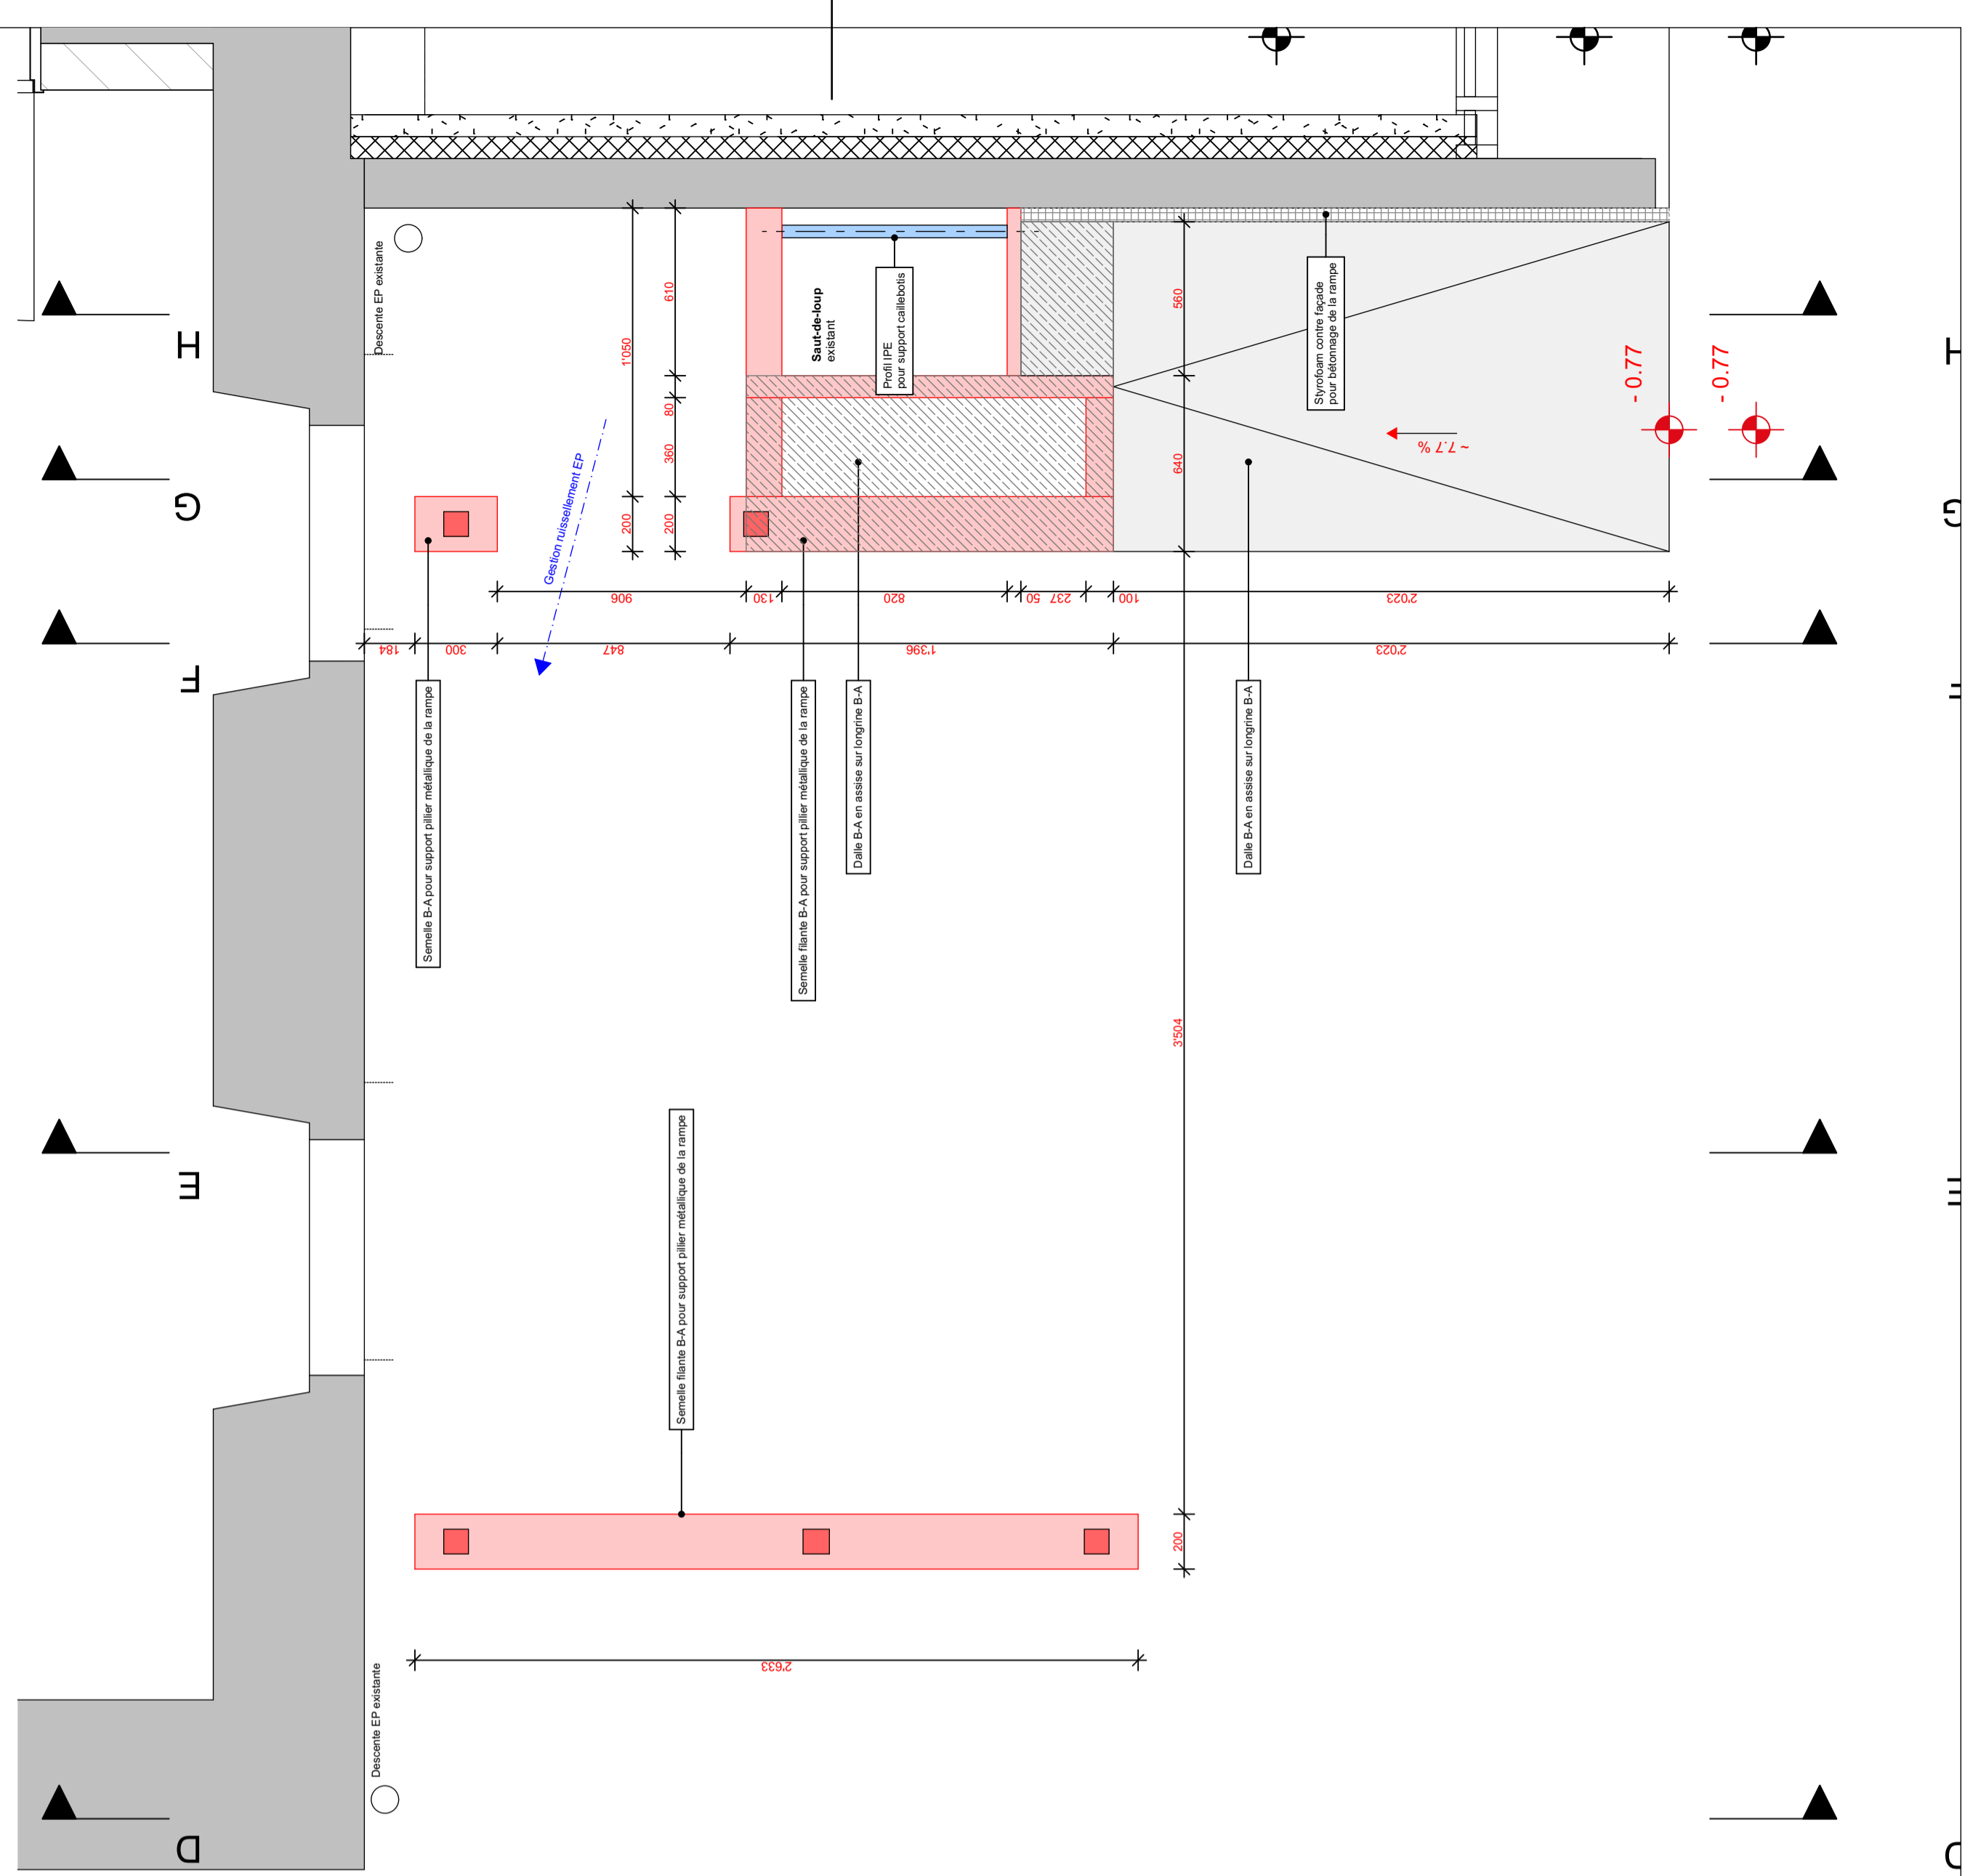 H
G
F
E
D
H
G
Descente EP existante
Descente EP existante
Gestion ruissellement EP
Saut-de-loup
existant
Profil IPE
pour support caillebotis
Styrofoam contre façade
pour bétonnage de la rampe
- 0.77
- 0.77
~ 7.7 %
1'050
200
610
80
360
200
560
640
3'504
200
906
130
820
50
237
100
2'023
184
300
847
1'396
2'023
2'633
Semelle B-A pour support pillier métallique de la rampe
Semelle filante B-A pour support pillier métallique de la rampe
Dalle B-A en assise sur longrine B-A
Dalle B-A en assise sur longrine B-A
Semelle filante B-A pour support pillier métallique de la rampe